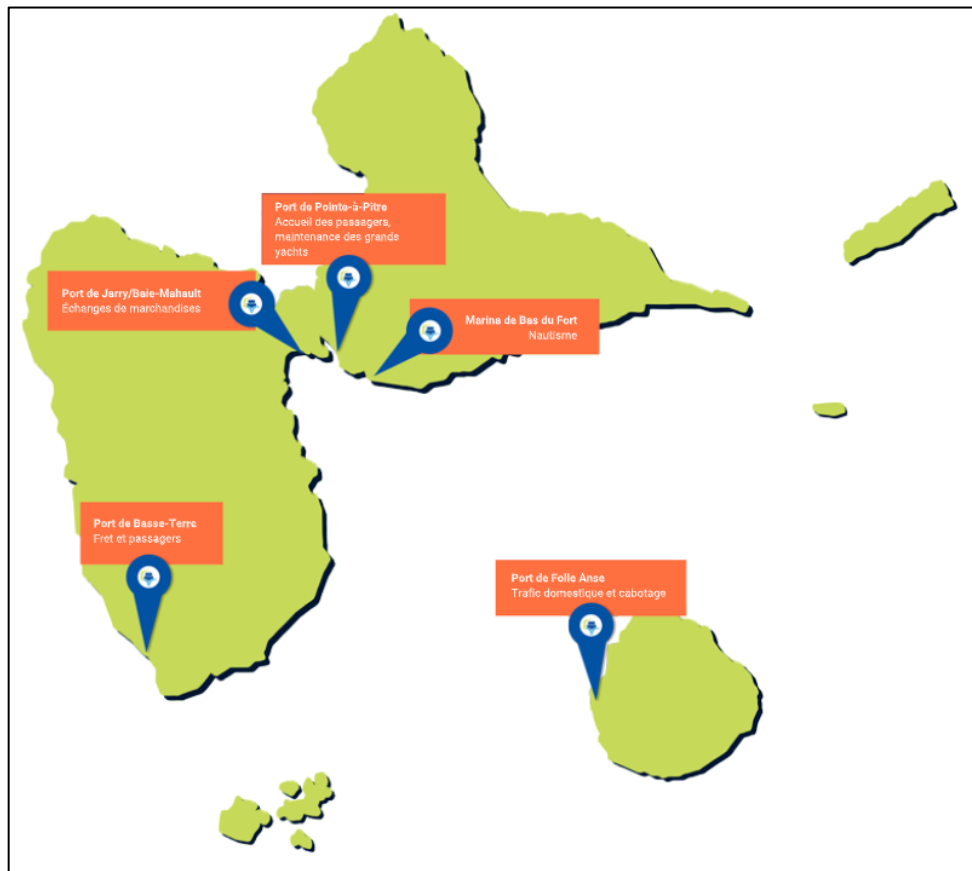 Port de Pointe-à-Pitre
Accueil des passagers,
maintenance des grands
yachts
Port de Jarry/Baie-Mahault
Échanges de marchandises
Marina de Bas du Fort
Nautisme
Port de Basse-Terre
Fret et passagers
Port de Folle Anse
Trafic domestique et cabotage